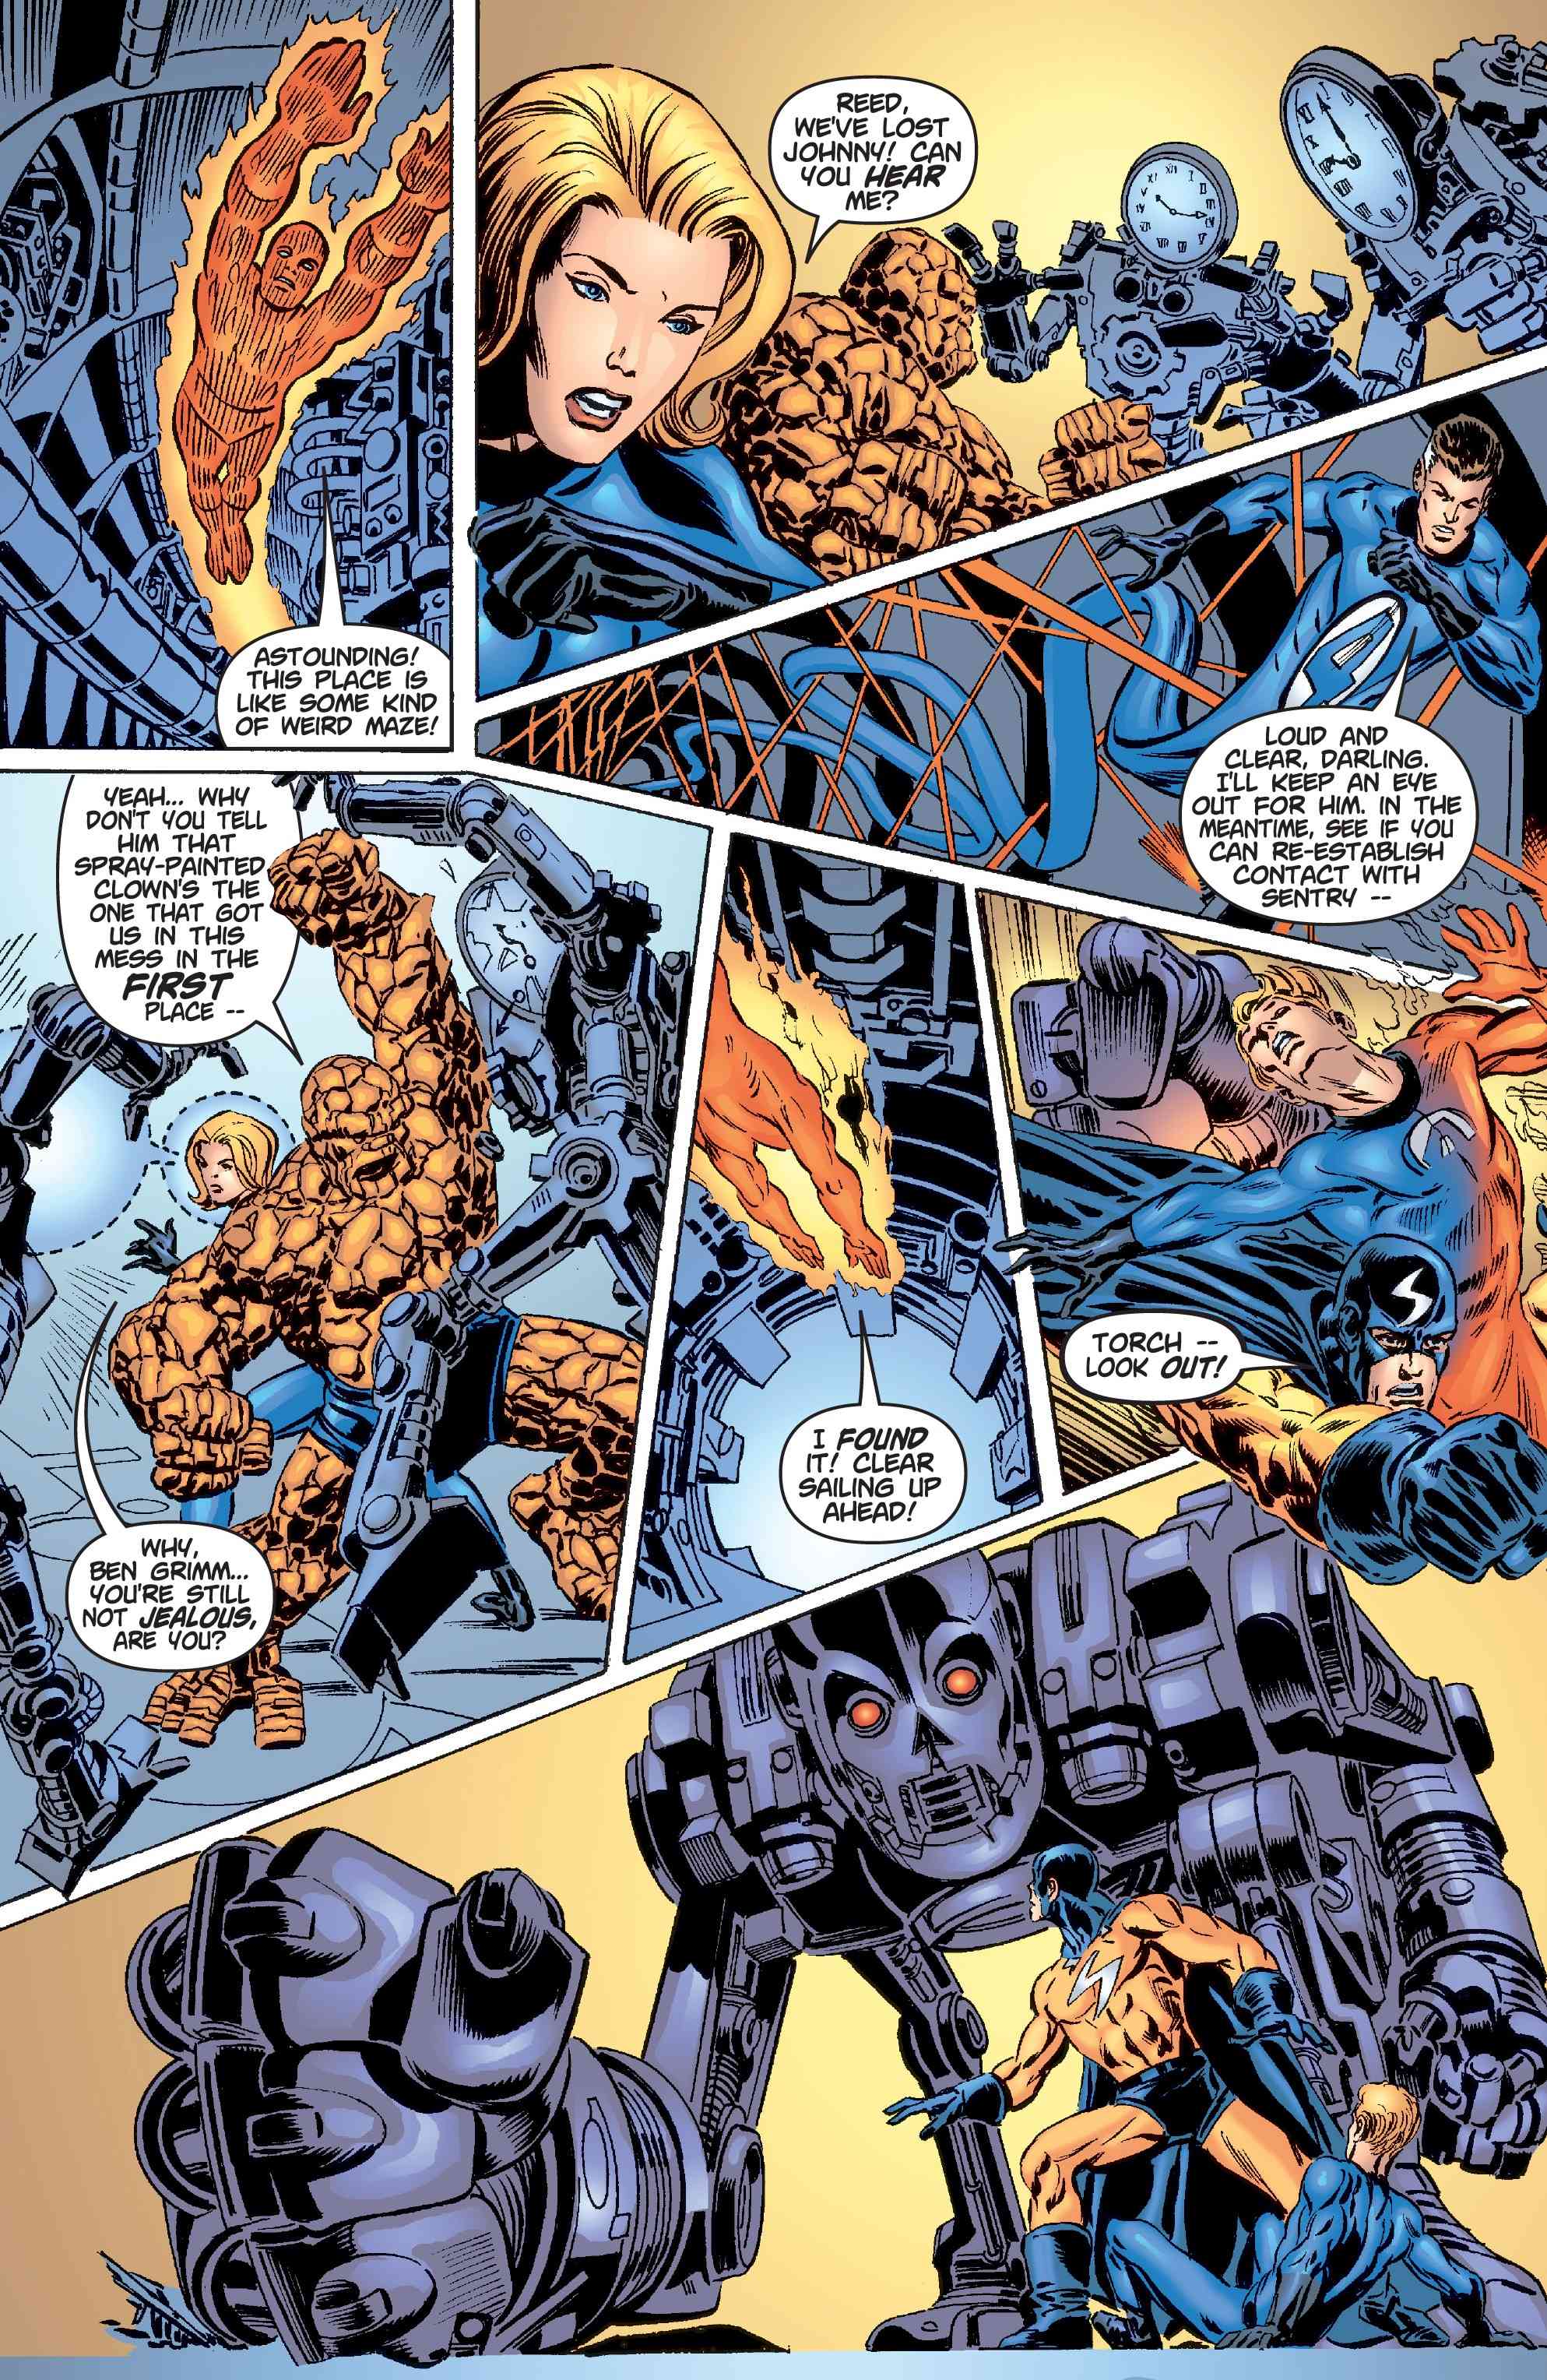 ASTOUNDING!
THIS PLACE IS
LIKE SOME KIND
OF WEIRD MAZE!
REED,
WE'VE LOST
JOHNNY! CAN
YOU HEAR
ME?
LOUD AND
CLEAR, DARLING.
I'LL KEEP AN EYE
OUT FOR HIM. IN THE
MEANTIME, SEE IF YOU
CAN RE-ESTABLISH
CONTACT WITH
SENTRY --
YEAH... WHY
DON'T YOU TELL
HIM THAT
SPRAY-PAINTED
CLOWN'S THE
ONE THAT GOT
US IN THIS
MESS IN THE
FIRST
PLACE --
WHY,
BEN GRIMM...
YOU'RE STILL
NOT JEALOUS,
ARE YOU?
I FOUND
IT! CLEAR
SAILING UP
AHEAD!
TORCH --
LOOK OUT!